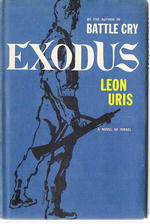 BY THE AUTHOR OF
BATTLE CRY
EXODUS
LEON
URIS
A NOVEL OF ISRAEL